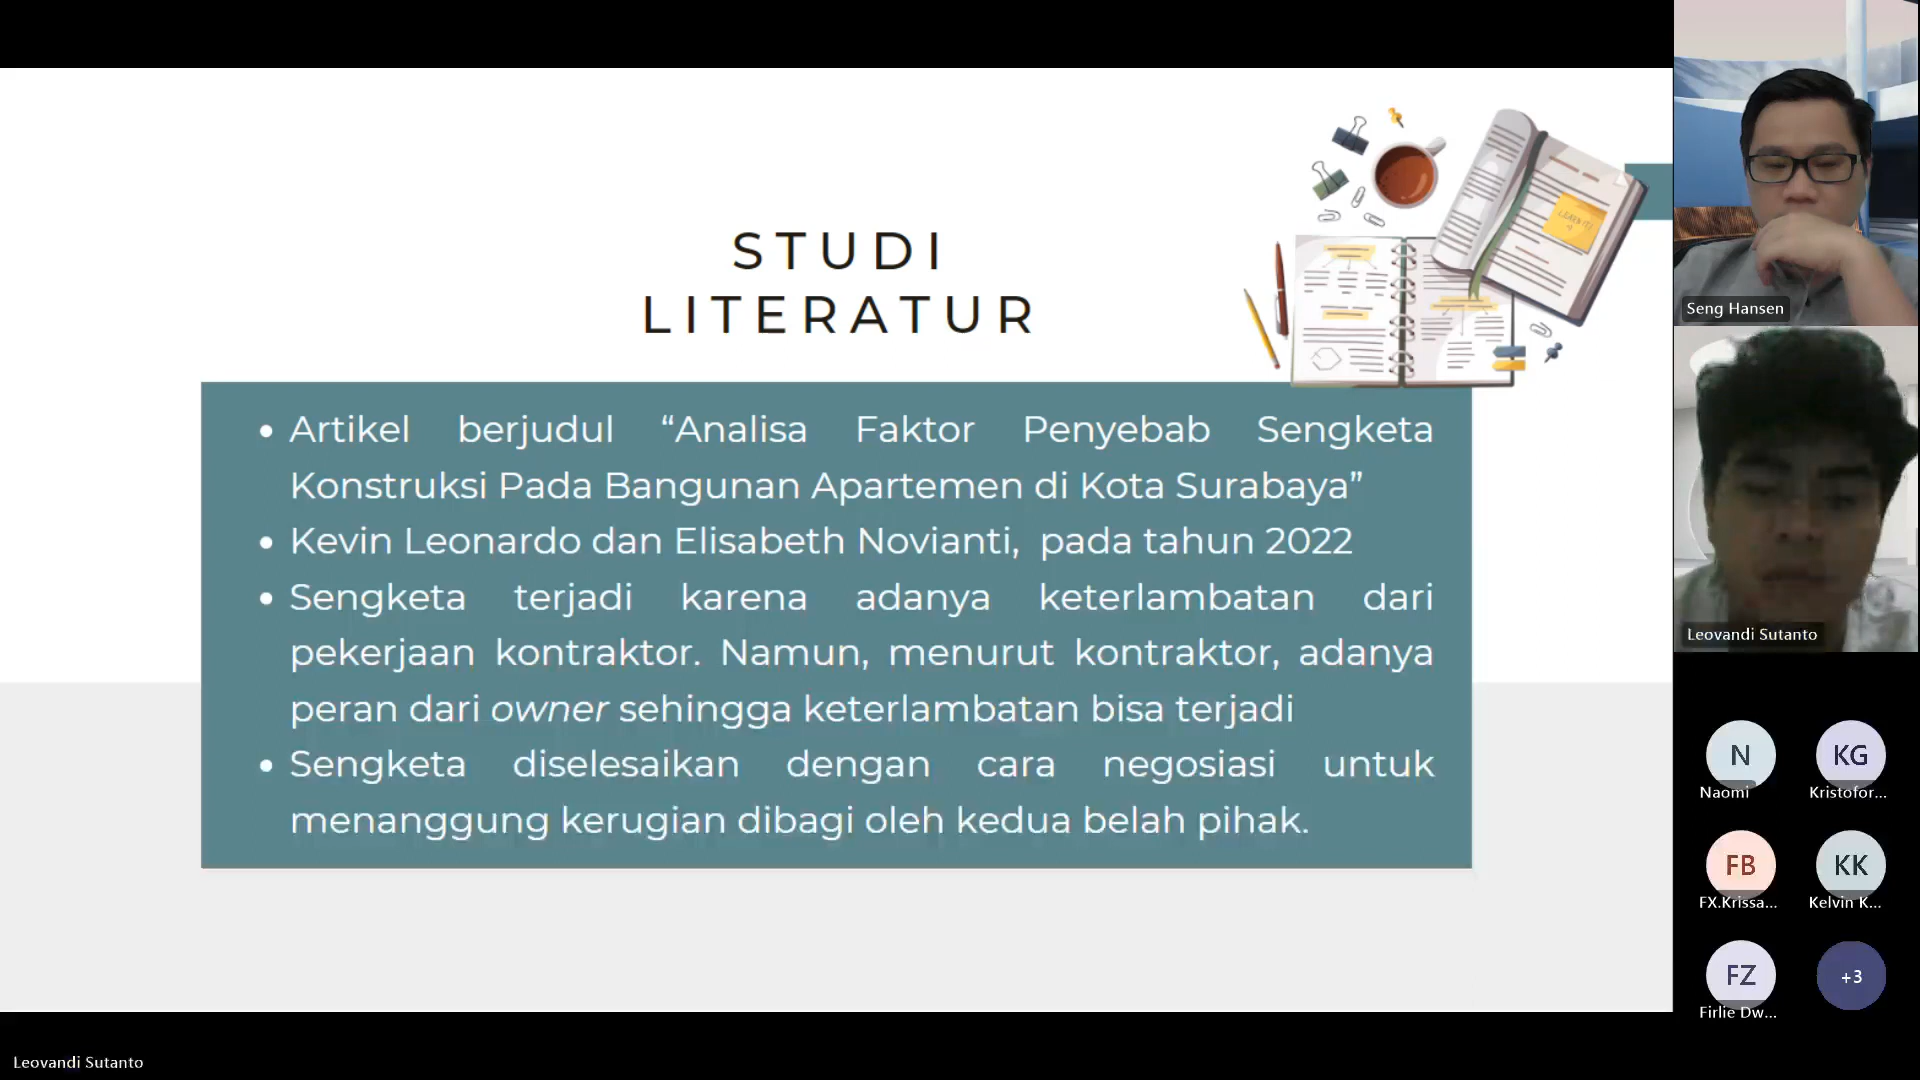 STUDI
LITERATUR
• Artikel berjudul “Analisa Faktor Penyebab Sengketa
Konstruksi Pada Bangunan Apartemen di Kota Surabaya”
• Kevin Leonardo dan Elisabeth Novianti, pada tahun 2022
• Sengketa terjadi karena adanya keterlambatan dari
pekerjaan kontraktor. Namun, menurut kontraktor, adanya
peran dari owner sehingga keterlambatan bisa terjadi
• Sengketa diselesaikan dengan cara negosiasi untuk
menanggung kerugian dibagi oleh kedua belah pihak.
Seng Hansen
Leovandi Sutanto
N
KG
Naomi
Kristofor...
FB
KK
FX.Krissa...
Kelvin K...
FZ
+3
Firlie Dw...
Leovandi Sutanto